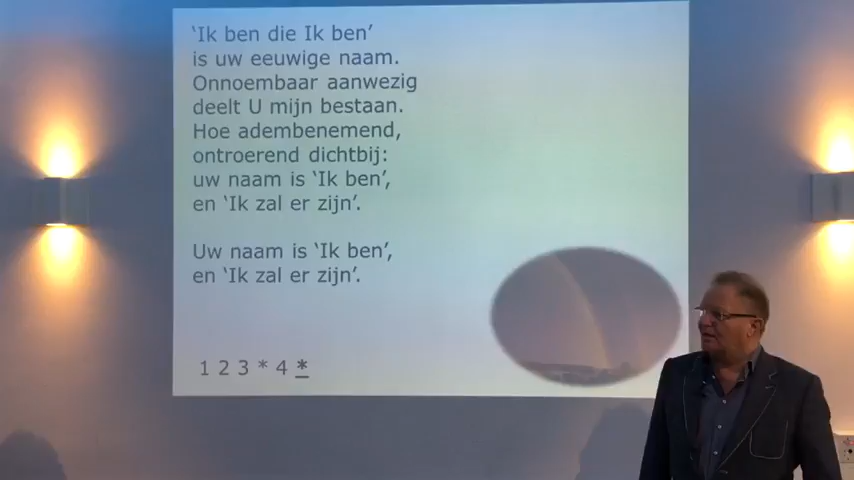 ‘Ik ben die Ik ben’
is uw eeuwige naam.
Onnoembaar aanwezig
deelt U mijn bestaan.
Hoe adembenemend,
ontroerend dichtbij:
uw naam is ‘Ik ben’,
en ‘Ik zal er zijn’.
Uw naam is ‘Ik ben’,
en ‘Ik zal er zijn’.
1 2 3 * 4 *